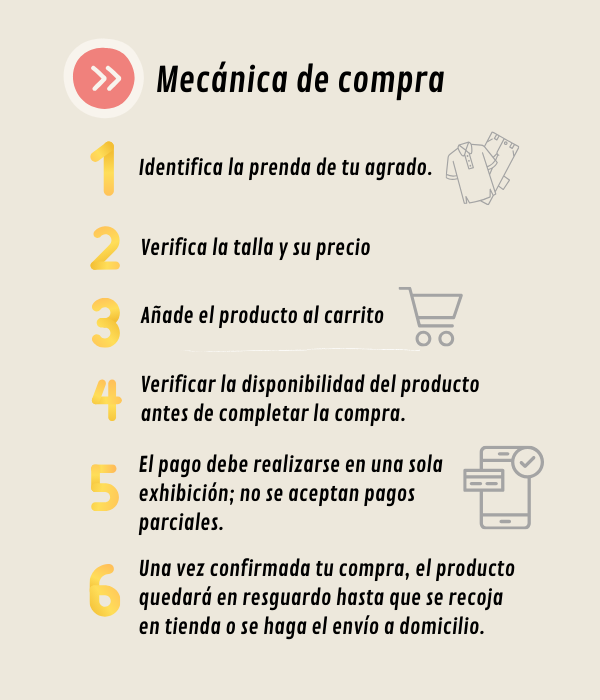 Mecánica de compra
1 Identifica la prenda de tu agrado.
2 Verifica la talla y su precio
3 Añade el producto al carrito
4 Verificar la disponibilidad del producto
antes de completar la compra.
5 El pago debe realizarse en una sola
exhibición; no se aceptan pagos
parciales.
6 Una vez confirmada tu compra, el producto
quedará en resguardo hasta que se recoja
en tienda o se haga el envío a domicilio.